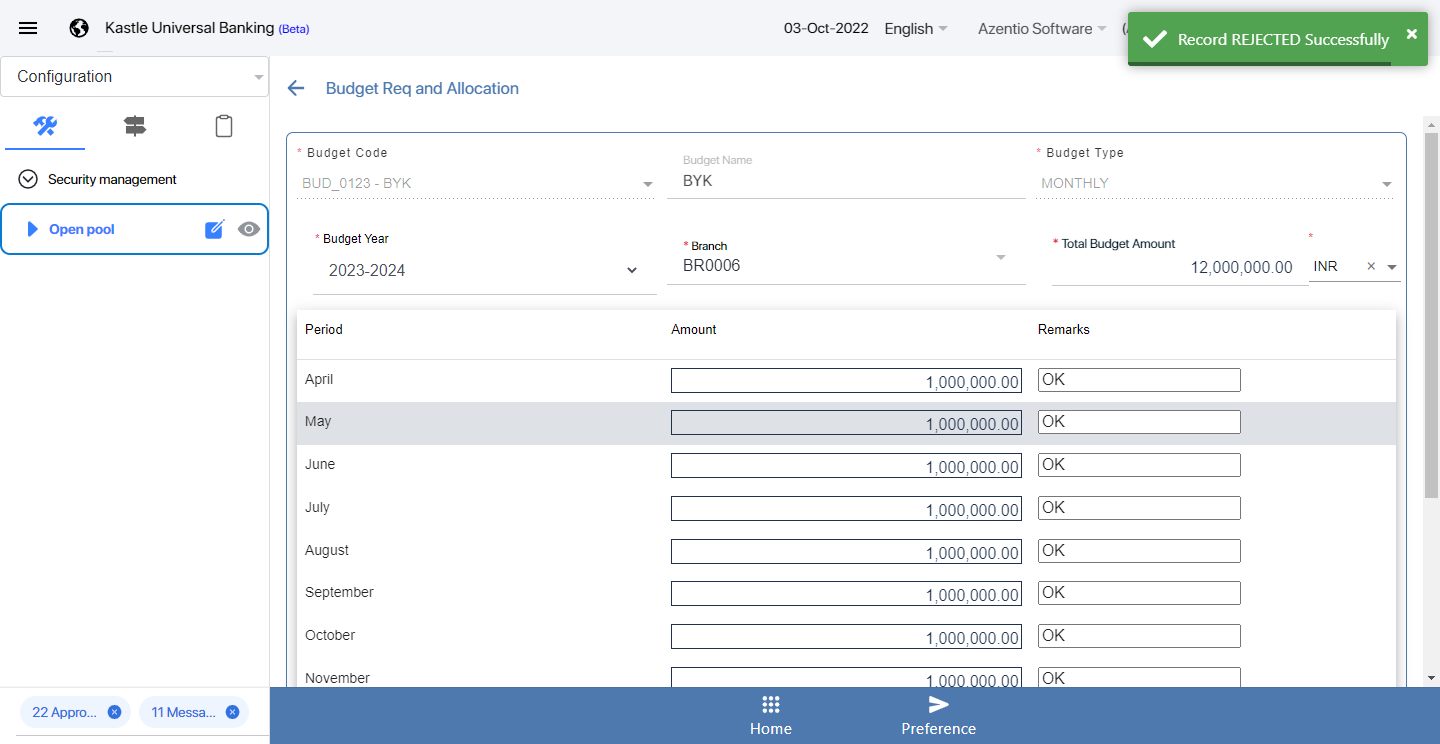 Kastle Universal Banking (Beta)
03-Oct-2022 English Azentio Software
Record REJECTED Successfully
Configuration
Security management
Open pool
22 Appro... 11 Messa...
Budget Req and Allocation
* Budget Code
BUD_0123 - BYK
Budget Name
BYK
* Budget Type
MONTHLY
* Budget Year
2023-2024
* Branch
BR0006
* Total Budget Amount
12,000,000.00
*
INR ×
Period Amount Remarks
April 1,000,000.00 OK
May 1,000,000.00 OK
June 1,000,000.00 OK
July 1,000,000.00 OK
August 1,000,000.00 OK
September 1,000,000.00 OK
October 1,000,000.00 OK
November 1,000,000.00 OK
Home Preference